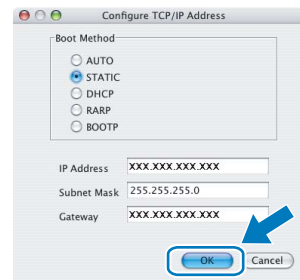 Configure TCP/IP Address
Boot Method
AUTO
STATIC
DHCP
RARP
BOOTP
IP Address XXX.XXX.XXX.XXX
Subnet Mask 255.255.255.0
Gateway XXX.XXX.XXX.XXX
OK Cancel